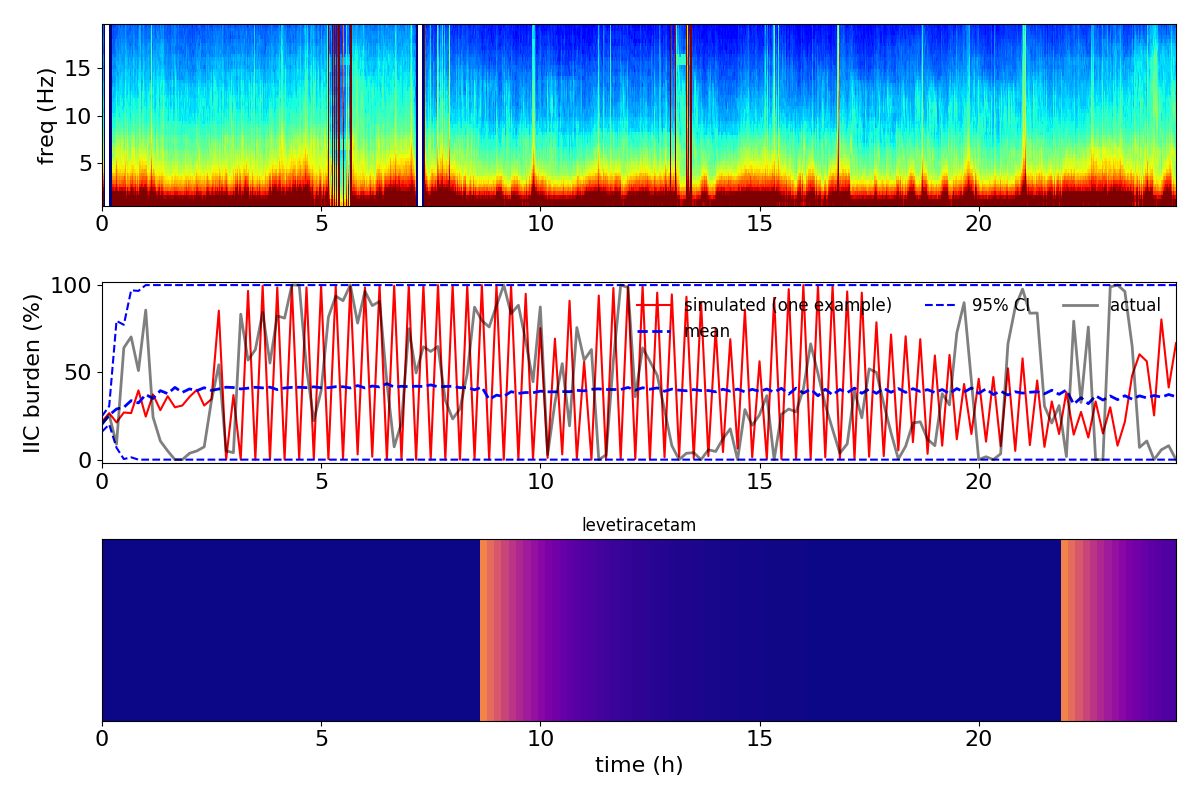 freq (Hz)
15
10
5
0 5 10 15 20
IIC burden (%)
100
50
0
simulated (one example)
mean
95% CI
actual
0 5 10 15 20
levetiracetam
0 5 10 15 20
time (h)